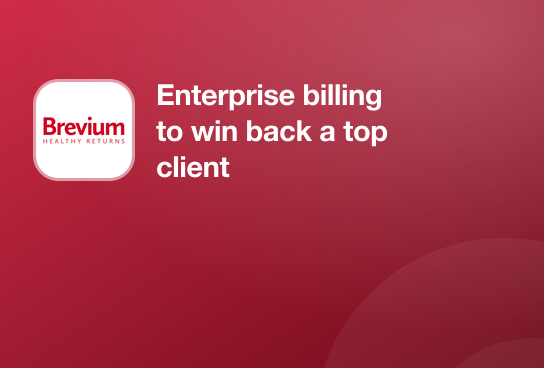 Brevium
HEALTHY RETURNS
Enterprise billing
to win back a top
client